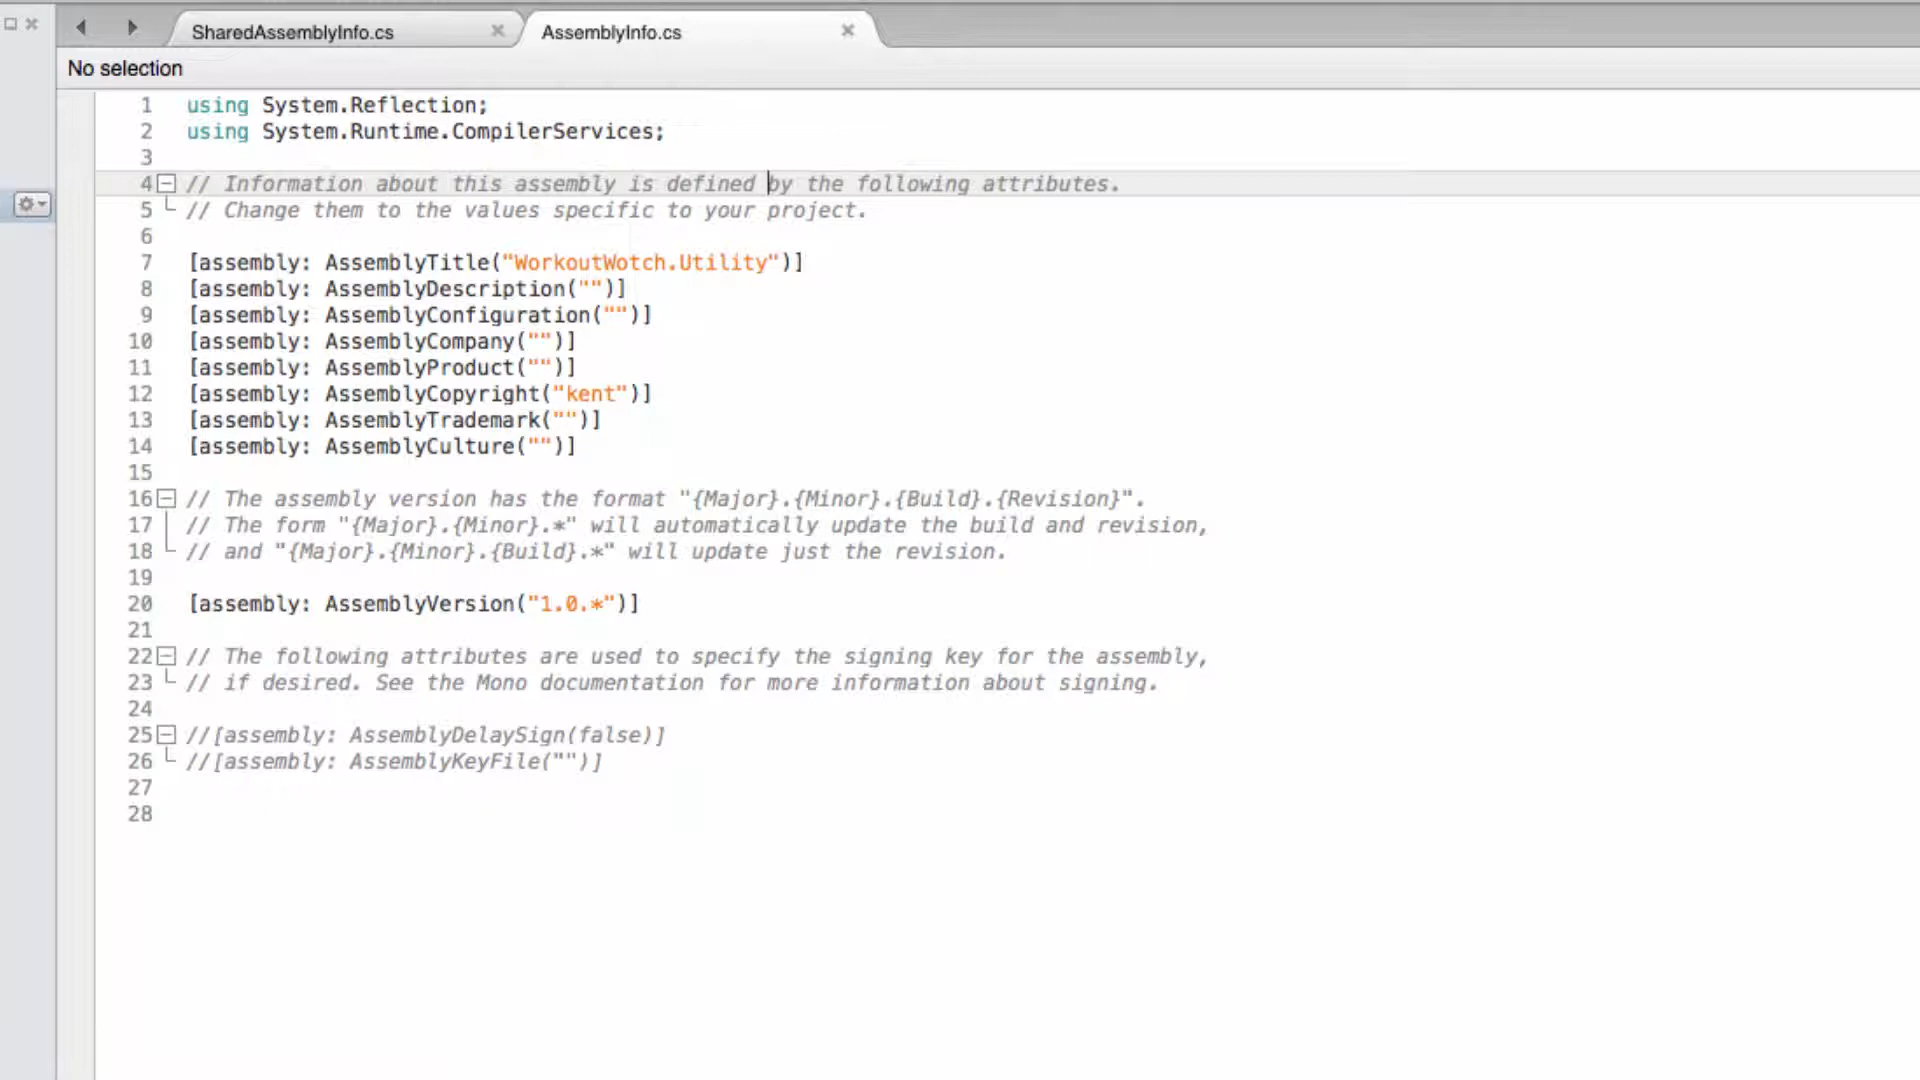 SharedAssemblyInfo.cs
AssemblyInfo.cs
No selection
1 using System.Reflection;
2 using System.Runtime.CompilerServices;
3
4 // Information about this assembly is defined by the following attributes.
5 // Change them to the values specific to your project.
6
7 [assembly: AssemblyTitle("WorkoutWotch.Utility")]
8 [assembly: AssemblyDescription("")]
9 [assembly: AssemblyConfiguration("")]
10 [assembly: AssemblyCompany("")]
11 [assembly: AssemblyProduct("")]
12 [assembly: AssemblyCopyright("kent")]
13 [assembly: AssemblyTrademark("")]
14 [assembly: AssemblyCulture("")]
15
16 // The assembly version has the format "{Major}.{Minor}.{Build}.{Revision}".
17 // The form "{Major}.{Minor}.*" will automatically update the build and revision,
18 // and "{Major}.{Minor}.{Build}.*" will update just the revision.
19
20 [assembly: AssemblyVersion("1.0.*")]
21
22 // The following attributes are used to specify the signing key for the assembly,
23 // if desired. See the Mono documentation for more information about signing.
24
25 //[assembly: AssemblyDelaySign(false)]
26 //[assembly: AssemblyKeyFile("")]
27
28